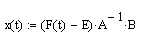 x(t) := (F(t) − E)·A⁻¹·B